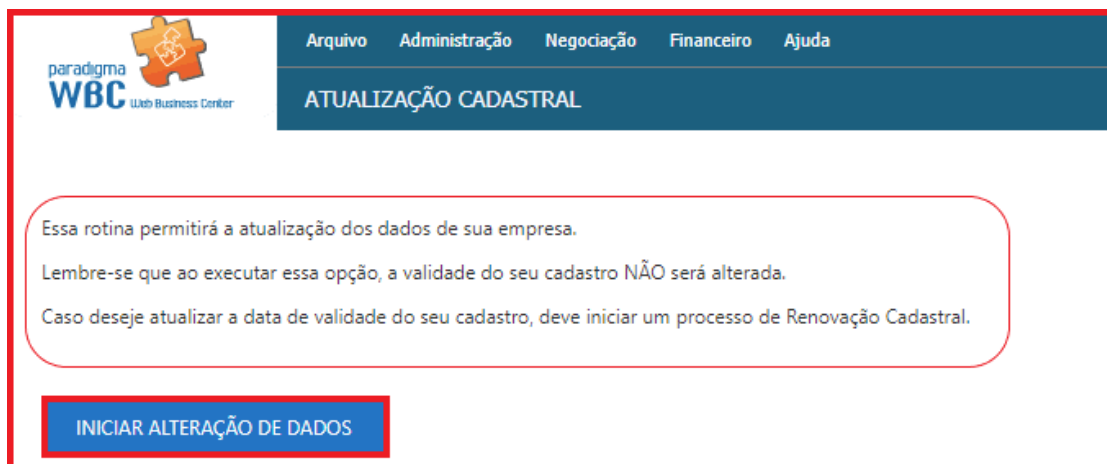 paradigma
WBC Web Business Center
Arquivo Administração Negociação Financeiro Ajuda
ATUALIZAÇÃO CADASTRAL
Essa rotina permitirá a atualização dos dados de sua empresa.
Lembre-se que ao executar essa opção, a validade do seu cadastro NÃO será alterada.
Caso deseje atualizar a data de validade do seu cadastro, deve iniciar um processo de Renovação Cadastral.
INICIAR ALTERAÇÃO DE DADOS